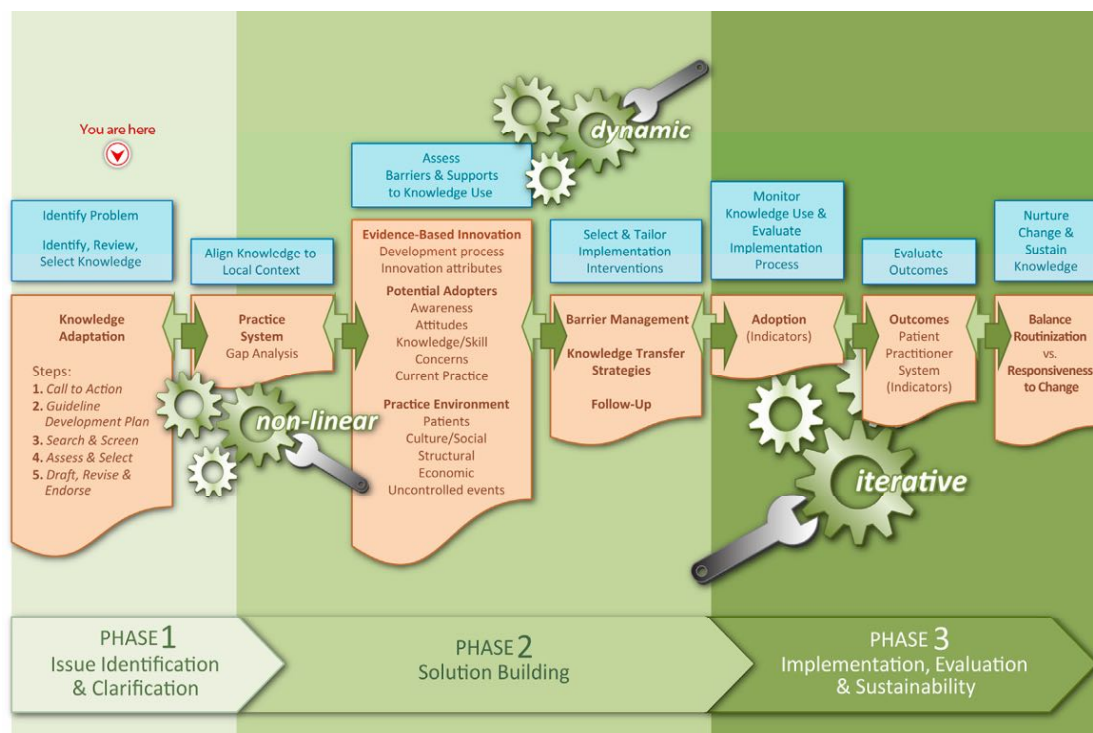 You are here
Identify Problem
Identify, Review,
Select Knowledge
Knowledge
Adaptation
Steps:
1. Call to Action
2. Guideline
Development Plan
3. Search & Screen
4. Assess & Select
5. Draft, Revise &
Endorse
Align Knowledge to
Local Context
Practice
System
Gap Analysis
non-linear
Assess
Barriers & Supports
to Knowledge Use
Evidence-Based Innovation
Development process
Innovation attributes
Potential Adopters
Awareness
Attitudes
Knowledge/Skill
Concerns
Current Practice
Practice Environment
Patients
Culture/Social
Structural
Economic
Uncontrolled events
dynamic
Select & Tailor
Implementation
Interventions
Barrier Management
Knowledge Transfer
Strategies
Follow-Up
Monitor
Knowledge Use &
Evaluate
Implementation
Process
Adoption
(Indicators)
Evaluate
Outcomes
Outcomes
Patient
Practitioner
System
(Indicators)
iterative
Nurture
Change &
Sustain
Knowledge
Balance
Routinization
vs.
Responsiveness
to Change
PHASE 1
Issue Identification
& Clarification
PHASE 2
Solution Building
PHASE 3
Implementation, Evaluation
& Sustainability